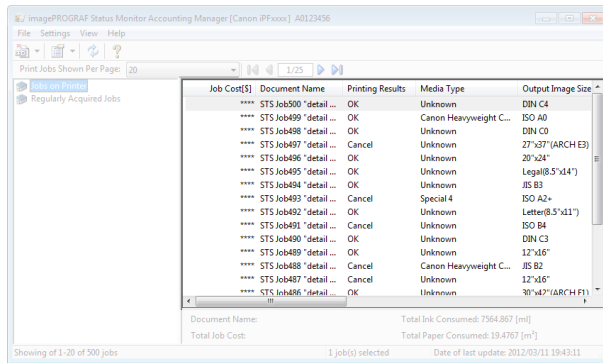 imagePROGRAF Status Monitor Accounting Manager [Canon iPFxxxx]  A0123456
File Settings View Help
Print Jobs Shown Per Page: 20 1/25
Jobs on Printer
Regularly Acquired Jobs
Job Cost[$] Document Name Printing Results Media Type Output Image Size
**** STS Job500 "detail ... OK Unknown DIN C4
**** STS Job499 "detail ... OK Canon Heavyweight C... ISO A0
**** STS Job498 "detail ... OK Unknown DIN C0
**** STS Job497 "detail ... Cancel Unknown 27"x37"(ARCH E3)
**** STS Job496 "detail ... OK Unknown 20"x24"
**** STS Job495 "detail ... OK Unknown Legal(8.5"x14")
**** STS Job494 "detail ... OK Unknown JIS B3
**** STS Job493 "detail ... Cancel Special 4 ISO A2+
**** STS Job492 "detail ... OK Unknown Letter(8.5"x11")
**** STS Job491 "detail ... Cancel Unknown ISO B4
**** STS Job490 "detail ... OK Unknown DIN C3
**** STS Job489 "detail ... OK Unknown 12"x16"
**** STS Job488 "detail ... Cancel Canon Heavyweight C... JIS B2
**** STS Job487 "detail ... Cancel Unknown 12"x16"
**** STS Job486 "detail ... OK Unknown 30"x42"(ARCH E1)
Document Name: Total Ink Consumed: 7564.867 [ml]
Total Job Cost: Total Paper Consumed: 19.4767 [m²]
Showing of 1-20 of 500 jobs 1 job(s) selected Date of last update: 2012/03/11 19:43:11